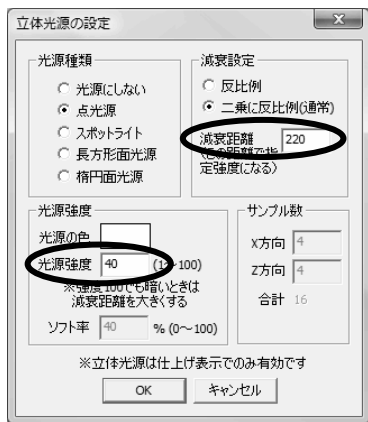 立体光源の設定
X
光源種類
光源にしない
点光源
スポットライト
長方形面光源
楕円面光源
減衰設定
反比例
二乗に反比例(通常)
減衰距離 220
定強度になる)
光源強度
光源の色
光源強度 40 (1~100)
※強度100でも暗いときは
減衰距離を大きくする
ソフト率 40 % (0~100)
サンプル数
X方向 4
Z方向 4
合計 16
※立体光源は仕上げ表示でのみ有効です
OK キャンセル